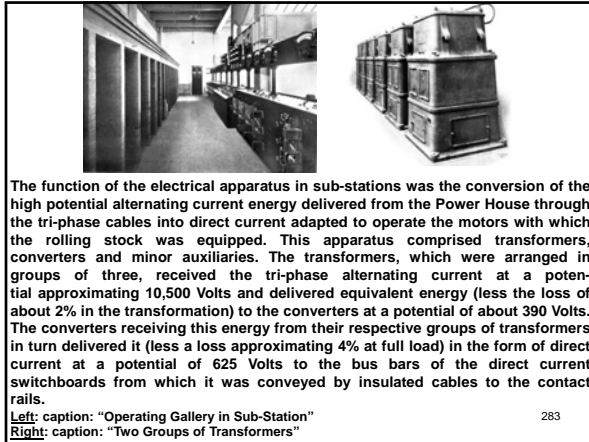 The function of the electrical apparatus in sub-stations was the conversion of the
high potential alternating current energy delivered from the Power House through
the tri-phase cables into direct current adapted to operate the motors with which
the rolling stock was equipped. This apparatus comprised transformers,
converters and minor auxiliaries. The transformers, which were arranged in
groups of three, received the tri-phase alternating current at a poten-
tial approximating 10,500 Volts and delivered equivalent energy (less the loss of
about 2% in the transformation) to the converters at a potential of about 390 Volts.
The converters receiving this energy from their respective groups of transformers
in turn delivered it (less a loss approximating 4% at full load) in the form of direct
current at a potential of 625 Volts to the bus bars of the direct current
switchboards from which it was conveyed by insulated cables to the contact
rails.
Left: caption: “Operating Gallery in Sub-Station”
Right: caption: “Two Groups of Transformers”
283